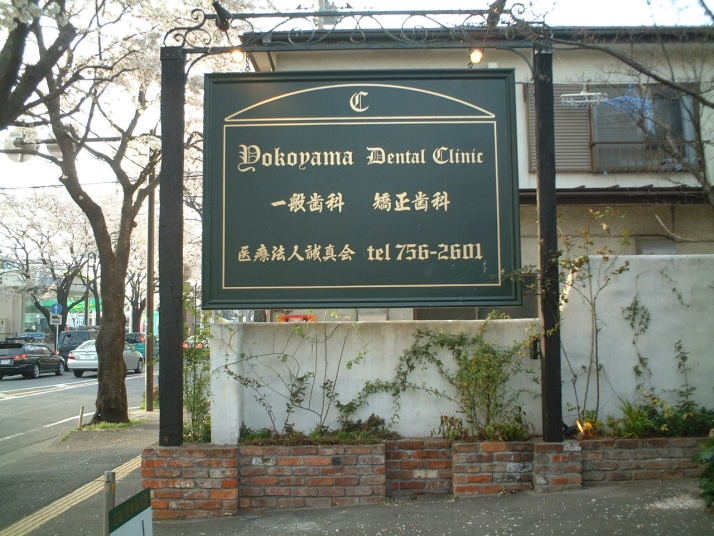 C
Yokoyama Dental Clinic
一般歯科 矯正歯科
医療法人誠真会 tel 756-2601